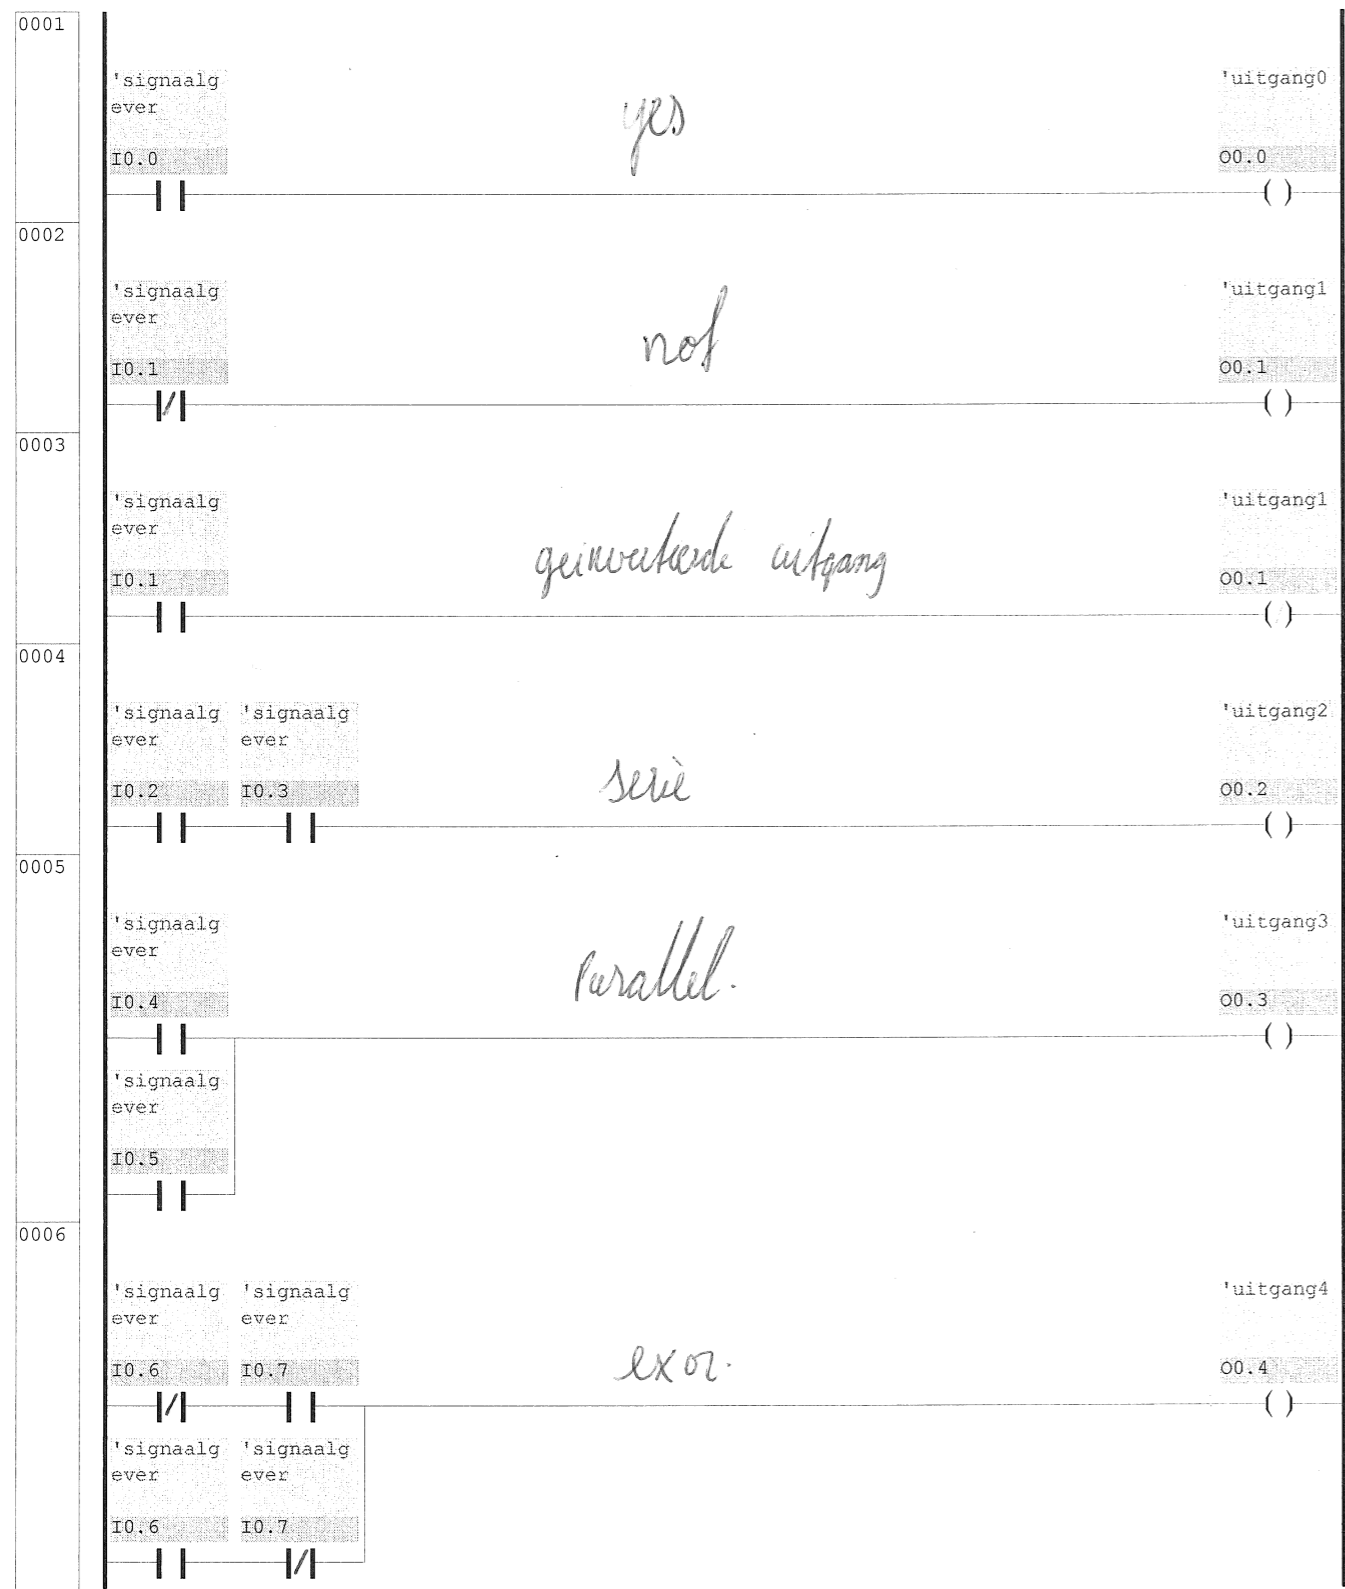 0001
'signaalg
ever
I0.0
yes
'uitgang0
O0.0
0002
'signaalg
ever
I0.1
not
'uitgang1
O0.1
0003
'signaalg
ever
I0.1
geinverteerde uitgang
'uitgang1
O0.1
0004
'signaalg 'signaalg
ever ever
I0.2 I0.3
serie
'uitgang2
O0.2
0005
'signaalg
ever
I0.4
Parallel.
'uitgang3
O0.3
'signaalg
ever
I0.5
0006
'signaalg 'signaalg
ever ever
I0.6 I0.7
exor.
'uitgang4
O0.4
'signaalg 'signaalg
ever ever
I0.6 I0.7